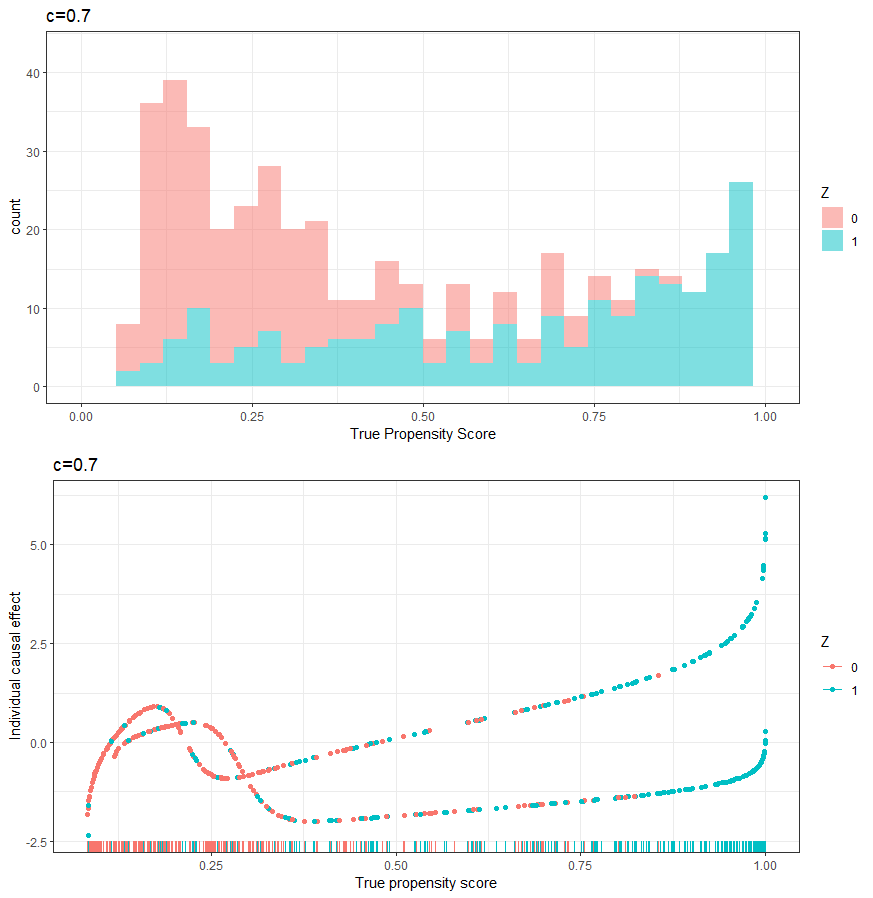 c=0.7
40
30
20
10
0
count
0.00 0.25 0.50 0.75 1.00
True Propensity Score
Z
0
1
c=0.7
5.0
2.5
0.0
-2.5
Individual causal effect
0.25 0.50 0.75 1.00
True propensity score
Z
0
1